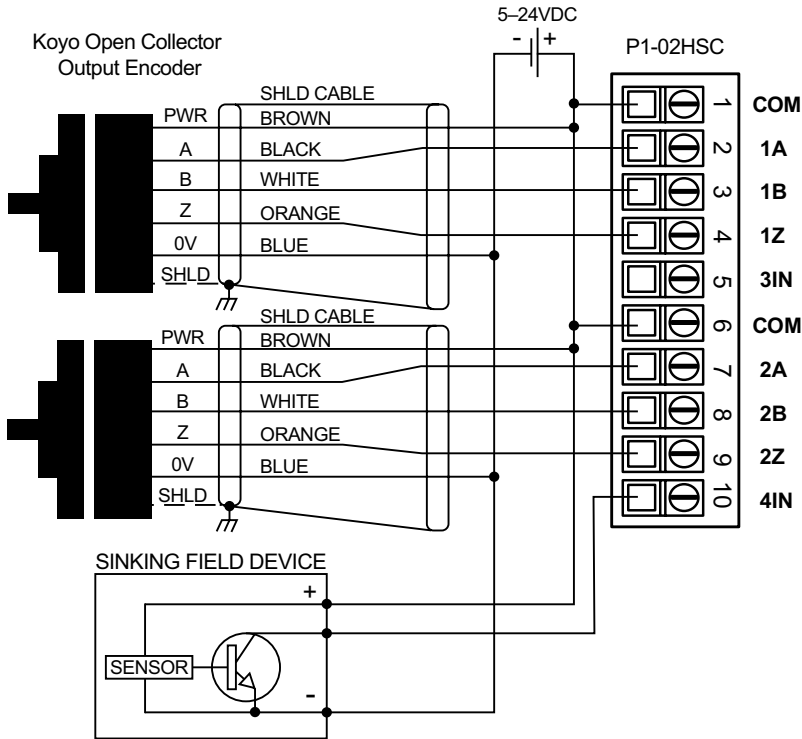 5–24VDC
- +
Koyo Open Collector
Output Encoder
P1-02HSC
SHLD CABLE
PWR BROWN
A BLACK
B WHITE
Z ORANGE
0V BLUE
SHLD
SHLD CABLE
PWR BROWN
A BLACK
B WHITE
Z ORANGE
0V BLUE
SHLD
1 COM
2 1A
3 1B
4 1Z
5 3IN
6 COM
7 2A
8 2B
9 2Z
10 4IN
SINKING FIELD DEVICE
+
SENSOR
-